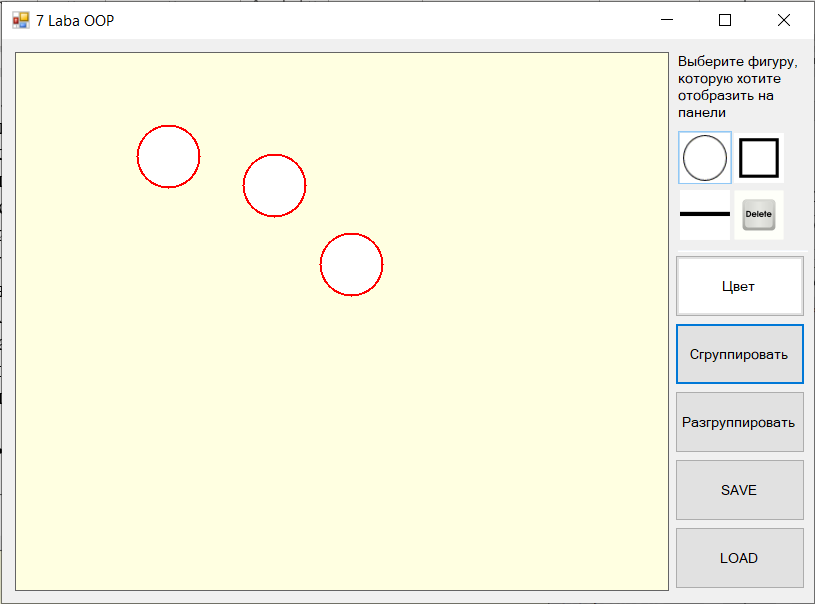 7 Laba OOP
Выберите фигуру,
которую хотите
отобразить на
панели
Delete
Цвет
Сгруппировать
Разгруппировать
SAVE
LOAD